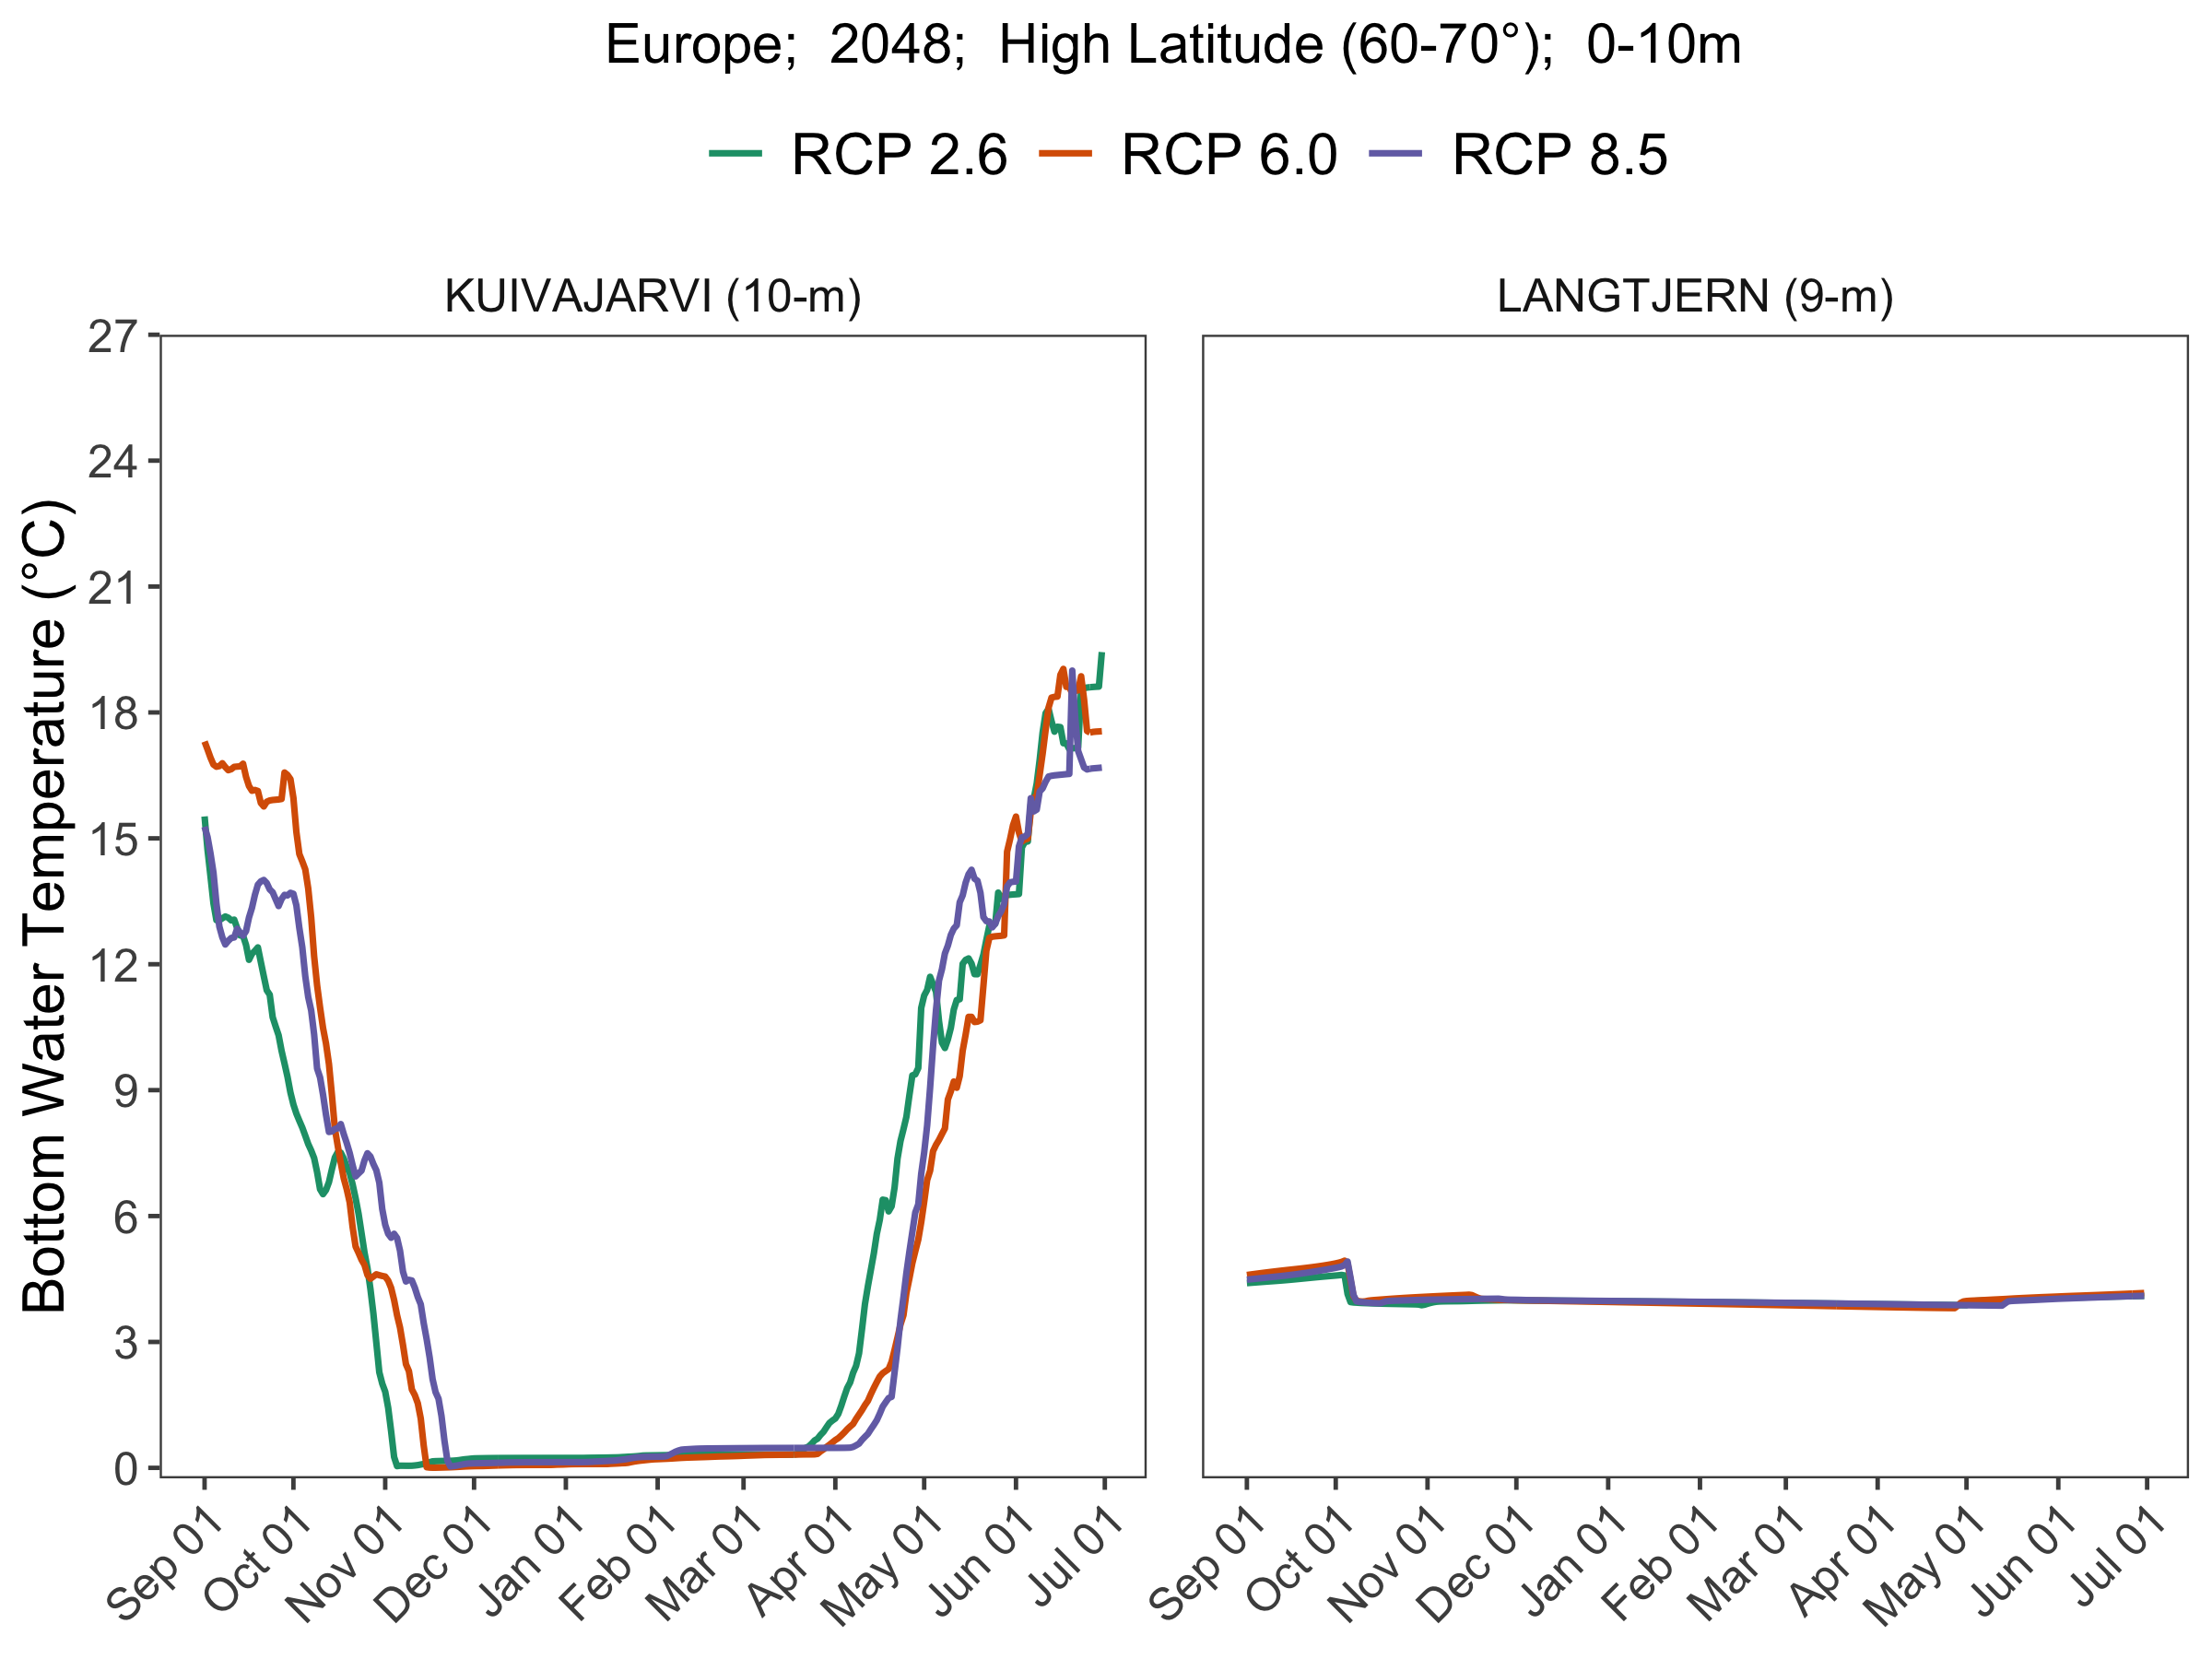 Europe; 2048; High Latitude (60-70°); 0-10m
RCP 2.6 RCP 6.0 RCP 8.5
KUIVAJARVI (10-m) LANGTJERN (9-m)
Bottom Water Temperature (°C)
27
24
21
18
15
12
9
6
3
0
Sep 01 Oct 01 Nov 01 Dec 01 Jan 01 Feb 01 Mar 01 Apr 01 May 01 Jun 01 Jul 01 Sep 01 Oct 01 Nov 01 Dec 01 Jan 01 Feb 01 Mar 01 Apr 01 May 01 Jun 01 Jul 01